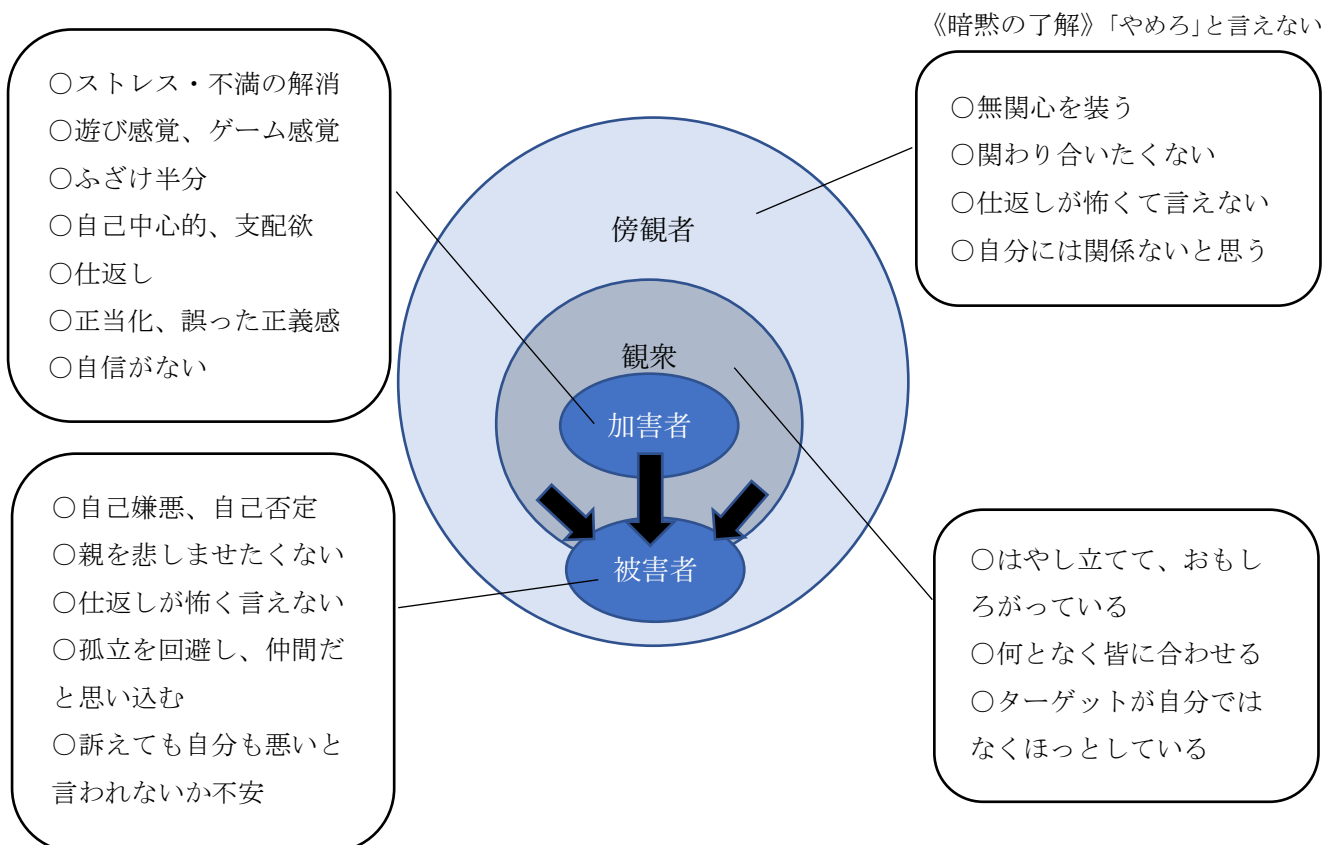 《暗黙の了解》「やめろ」と言えない
○ストレス・不満の解消
○遊び感覚、ゲーム感覚
○ふざけ半分
○自己中心的、支配欲
○仕返し
○正当化、誤った正義感
○自信がない
○無関心を装う
○関わり合いたくない
○仕返しが怖くて言えない
○自分には関係ないと思う
傍観者
観衆
加害者
被害者
○自己嫌悪、自己否定
○親を悲しませたくない
○仕返しが怖く言えない
○孤立を回避し、仲間だ
と思い込む
○訴えても自分も悪いと
言われないか不安
○はやし立てて、おもし
ろがっている
○何となく皆に合わせる
○ターゲットが自分では
なくほっとしている